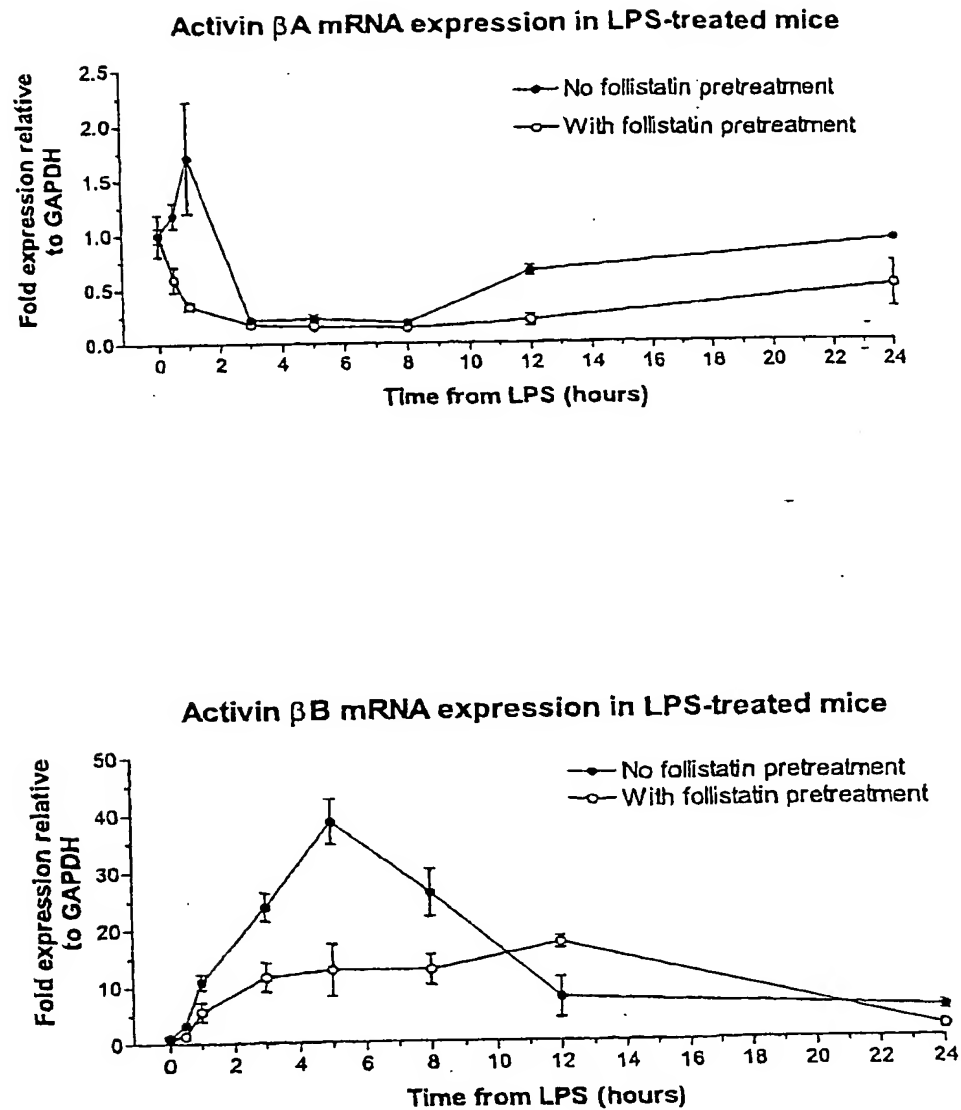 Activin βA mRNA expression in LPS-treated mice
Fold expression relative
to GAPDH
2.5
2.0
1.5
1.0
0.5
0.0
No follistatin pretreatment
With follistatin pretreatment
0 2 4 6 8 10 12 14 16 18 20 22 24
Time from LPS (hours)
Activin βB mRNA expression in LPS-treated mice
Fold expression relative
to GAPDH
50
40
30
20
10
0
No follistatin pretreatment
With follistatin pretreatment
0 2 4 6 8 10 12 14 16 18 20 22 24
Time from LPS (hours)